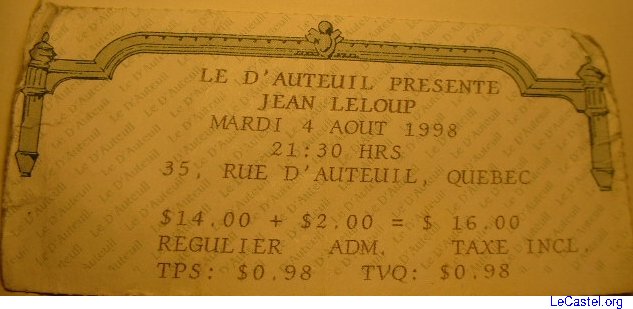 LE D'AUTEUIL PRESENTE
JEAN LELOUP
MARDI 4 AOUT 1998
21:30 HRS
35, RUE D'AUTEUIL, QUEBEC
$14.00 + $2.00 = $ 16.00
REGULIER ADM. TAXE INCL.
TPS: $0.98 TVQ: $0.98
LeCastel.org